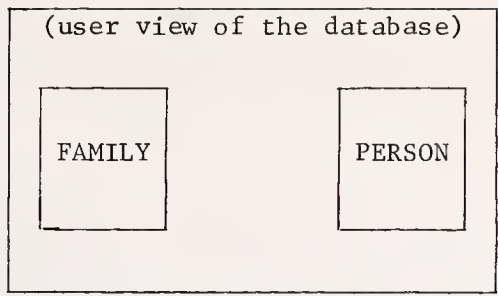 (user view of the database)
FAMILY
PERSON